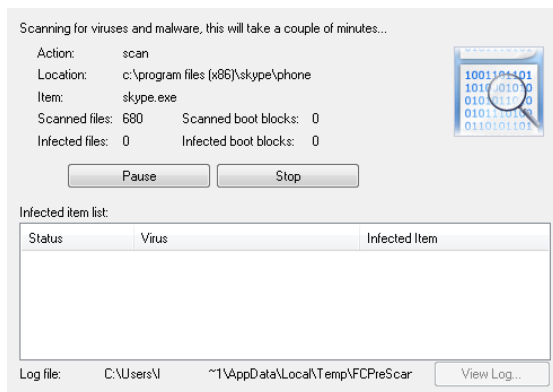 Scanning for viruses and malware, this will take a couple of minutes...
Action: scan
Location: c:\program files (x86)\skype\phone
Item: skype.exe
Scanned files: 680 Scanned boot blocks: 0
Infected files: 0 Infected boot blocks: 0
1001101101
0110101101
Pause Stop
Infected item list:
Status Virus Infected Item
Log file: C:\Users\I ~1\AppData\Local\Temp\FCPreScar View Log...